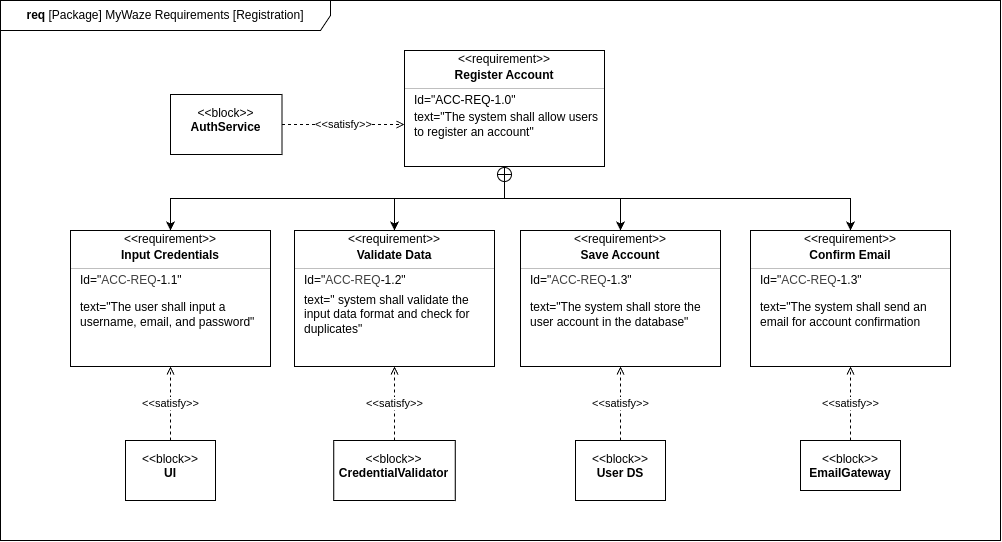 req [Package] MyWaze Requirements [Registration]
<<requirement>>
Register Account
Id="ACC-REQ-1.0"
text="The system shall allow users
to register an account"
<<block>>
AuthService
<<satisfy>>
<<requirement>>
Input Credentials
Id="ACC-REQ-1.1"
text="The user shall input a
username, email, and password"
<<requirement>>
Validate Data
Id="ACC-REQ-1.2"
text=" system shall validate the
input data format and check for
duplicates"
<<requirement>>
Save Account
Id="ACC-REQ-1.3"
text="The system shall store the
user account in the database"
<<requirement>>
Confirm Email
Id="ACC-REQ-1.3"
text="The system shall send an
email for account confirmation
<<satisfy>>
<<satisfy>>
<<satisfy>>
<<satisfy>>
<<block>>
UI
<<block>>
CredentialValidator
<<block>>
User DS
<<block>>
EmailGateway